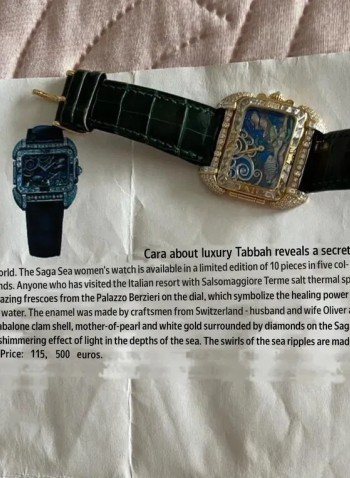 Cara about luxury Tabbah reveals a secret
orld. The Saga Sea women's watch is available in a limited edition of 10 pieces in five col-
nds. Anyone who has visited the Italian resort with Salsomaggiore Terme salt thermal sp
azing frescoes from the Palazzo Berzieri on the dial, which symbolize the healing power
water. The enamel was made by craftsmen from Switzerland - husband and wife Oliver a
abalone clam shell, mother-of-pearl and white gold surrounded by diamonds on the Sag
shimmering effect of light in the depths of the sea. The swirls of the sea ripples are mad
Price: 115, 500 euros.